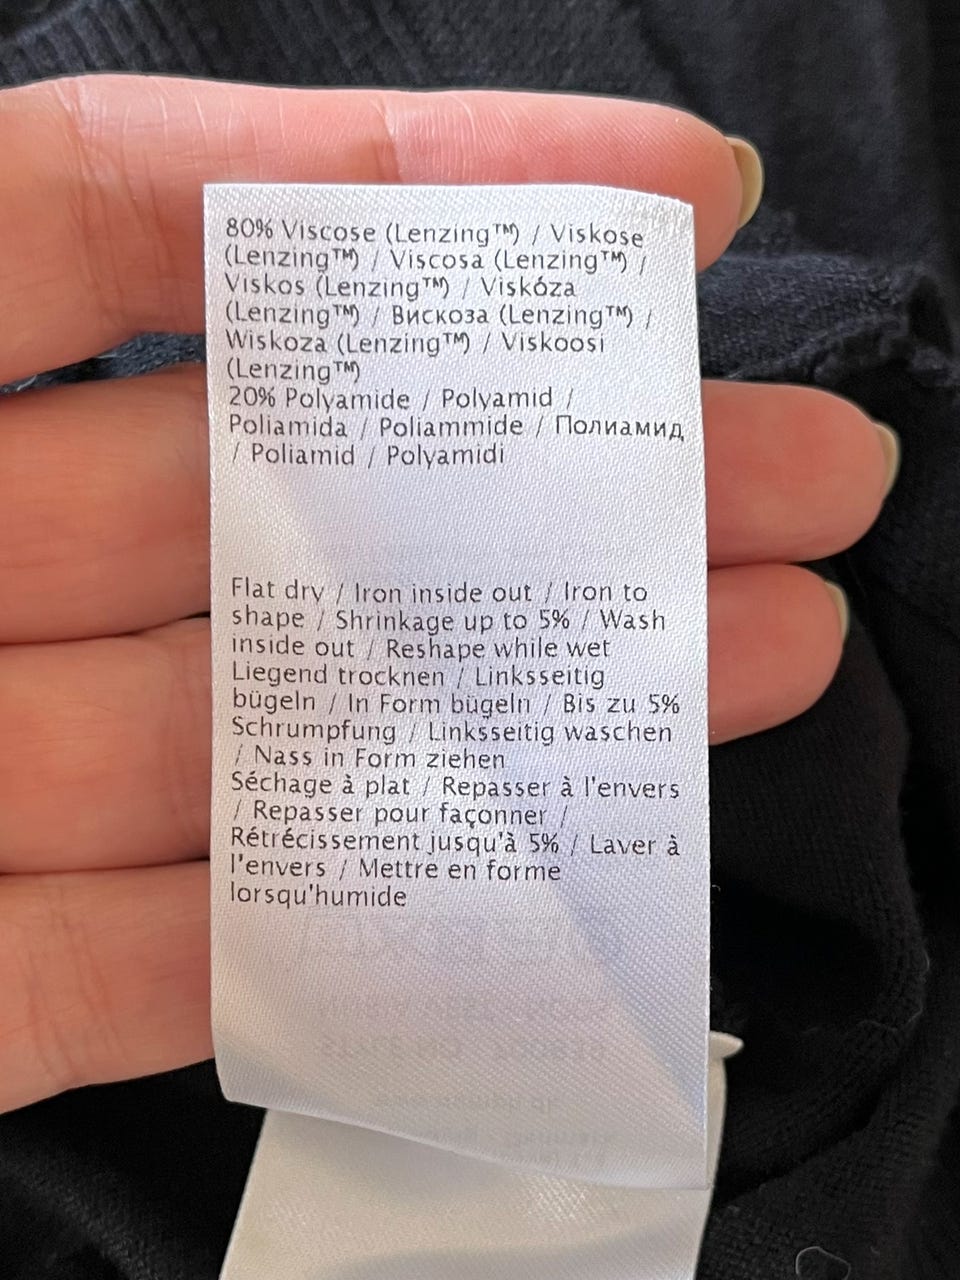 80% Viscose (Lenzing™) / Viskose
(Lenzing™) / Viscosa (Lenzing™) /
Viskos (Lenzing™) / Viskóza
(Lenzing™) / Вискоза (Lenzing™) /
Wiskoza (Lenzing™) / Viskoosi
(Lenzing™)
20% Polyamide / Polyamid /
Poliamida / Poliammide / Полиамид
/ Poliamid / Polyamidi
Flat dry / Iron inside out / Iron to
shape / Shrinkage up to 5% / Wash
inside out / Reshape while wet
Liegend trocknen / Linksseitig
bügeln / In Form bügeln / Bis zu 5%
Schrumpfung / Linksseitig waschen
/ Nass in Form ziehen
Séchage à plat / Repasser à l'envers
/ Repasser pour façonner /
Rétrécissement jusqu'à 5% / Laver à
l'envers / Mettre en forme
lorsqu'humide